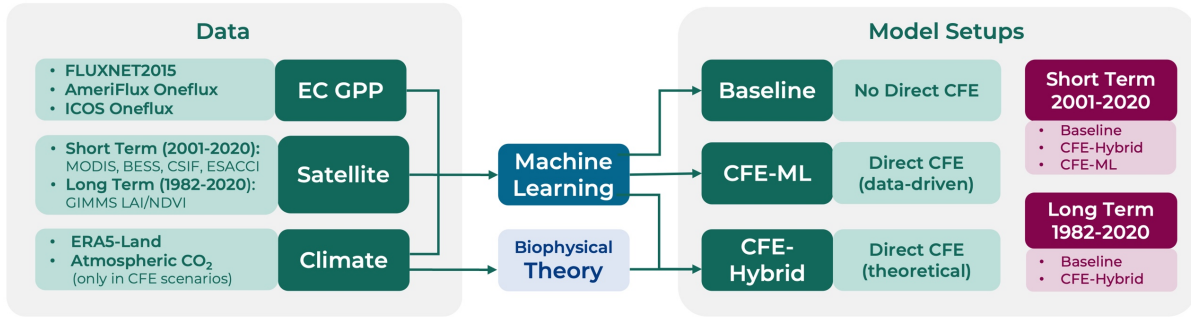 Data
• FLUXNET2015
• AmeriFlux Oneflux
• ICOS Oneflux
EC GPP
• Short Term (2001-2020):
MODIS, BESS, CSIF, ESACCI
• Long Term (1982-2020):
GIMMS LAI/NDVI
Satellite
• ERA5-Land
• Atmospheric CO₂
(only in CFE scenarios)
Climate
Machine
Learning
Biophysical
Theory
Model Setups
Baseline
No Direct CFE
CFE-ML
Direct CFE
(data-driven)
CFE-
Hybrid
Direct CFE
(theoretical)
Short Term
2001-2020
• Baseline
• CFE-Hybrid
• CFE-ML
Long Term
1982-2020
• Baseline
• CFE-Hybrid